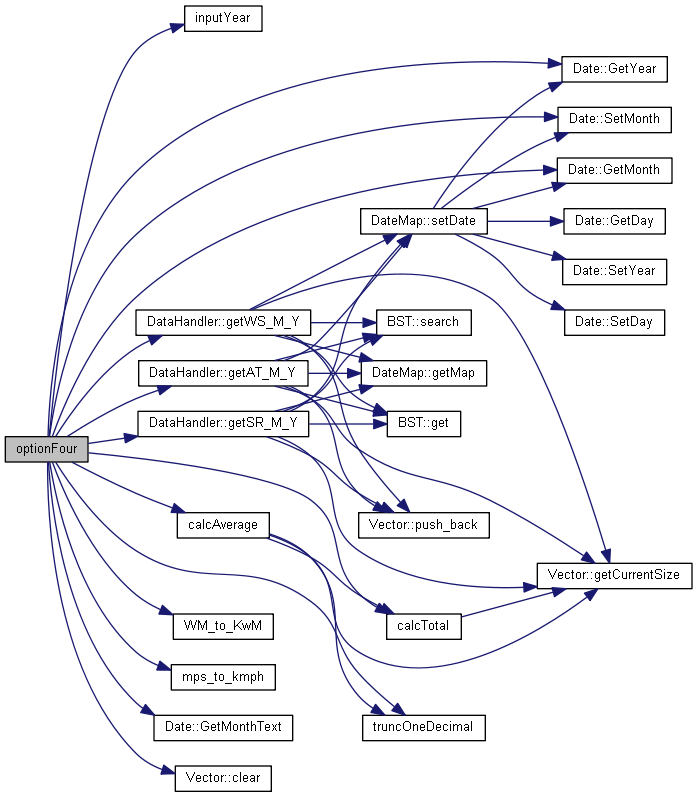 inputYear
Date::GetYear
Date::SetMonth
Date::GetMonth
DateMap::setDate
Date::GetDay
Date::SetYear
DataHandler::getWS_M_Y
BST::search
Date::SetDay
DataHandler::getAT_M_Y
DateMap::getMap
DataHandler::getSR_M_Y
BST::get
optionFour
calcAverage
Vector::push_back
Vector::getCurrentSize
WM_to_KwM
calcTotal
mps_to_kmph
Date::GetMonthText
truncOneDecimal
Vector::clear